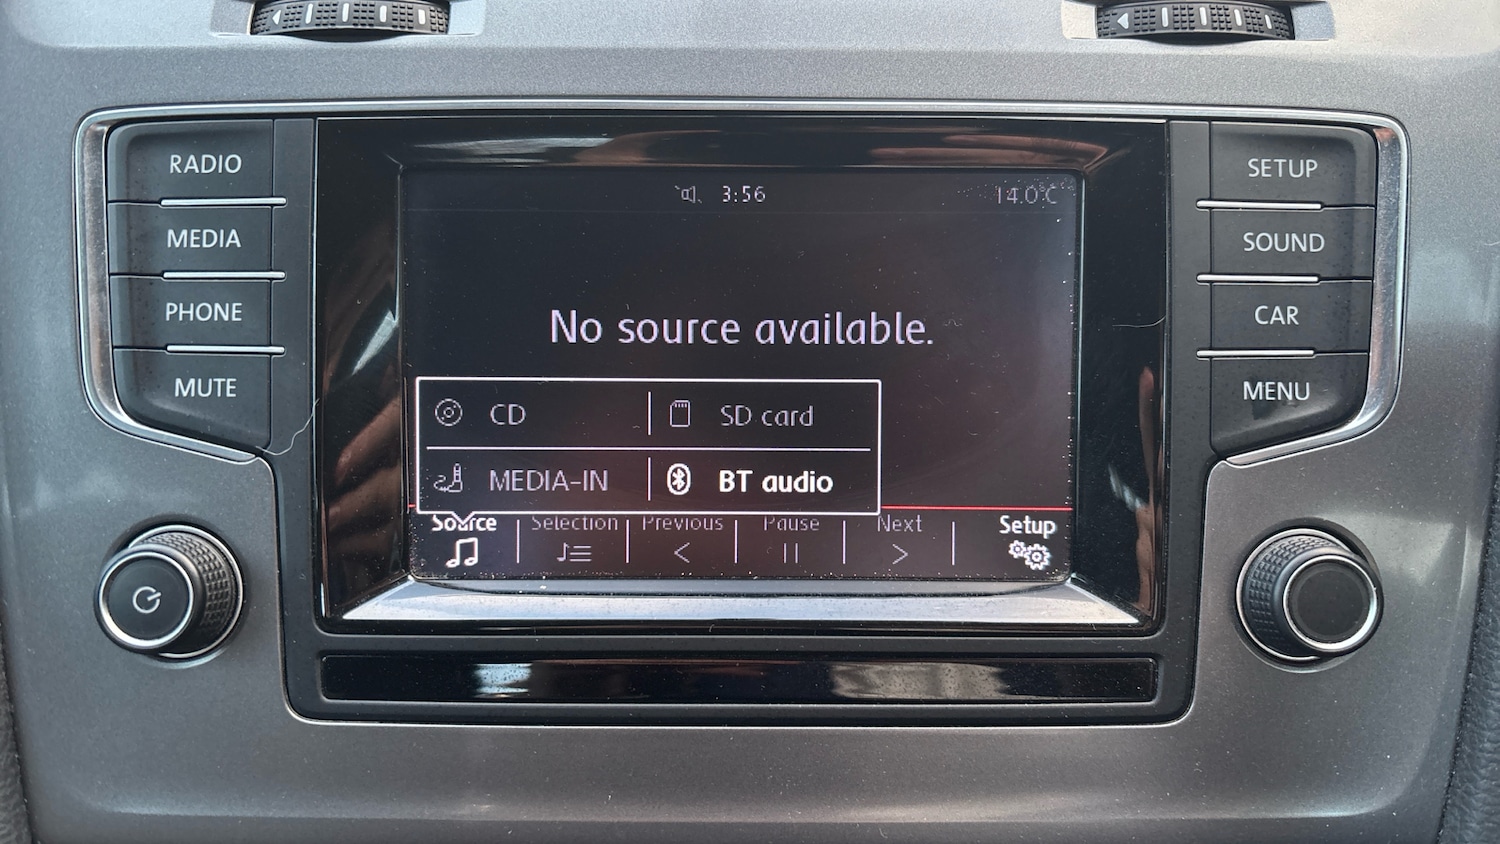 RADIO
MEDIA
PHONE
MUTE
3:56
14.0°C
No source available.
CD
SD card
MEDIA-IN
BT audio
Source
Selection
Previous
Pause
Next
Setup
SETUP
SOUND
CAR
MENU